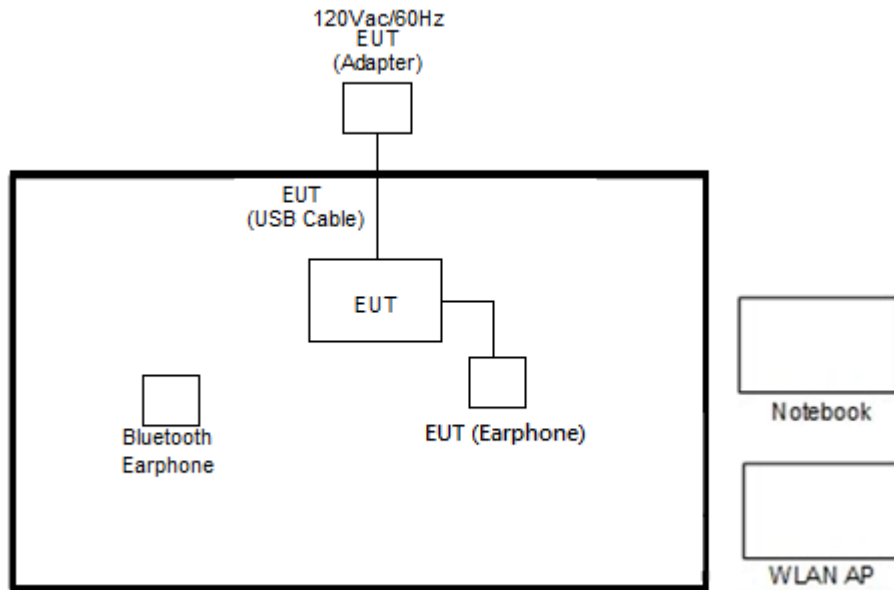 120Vac/60Hz
EUT
(Adapter)
EUT
(USB Cable)
EUT
EUT (Earphone)
Bluetooth
Earphone
Notebook
WLAN AP